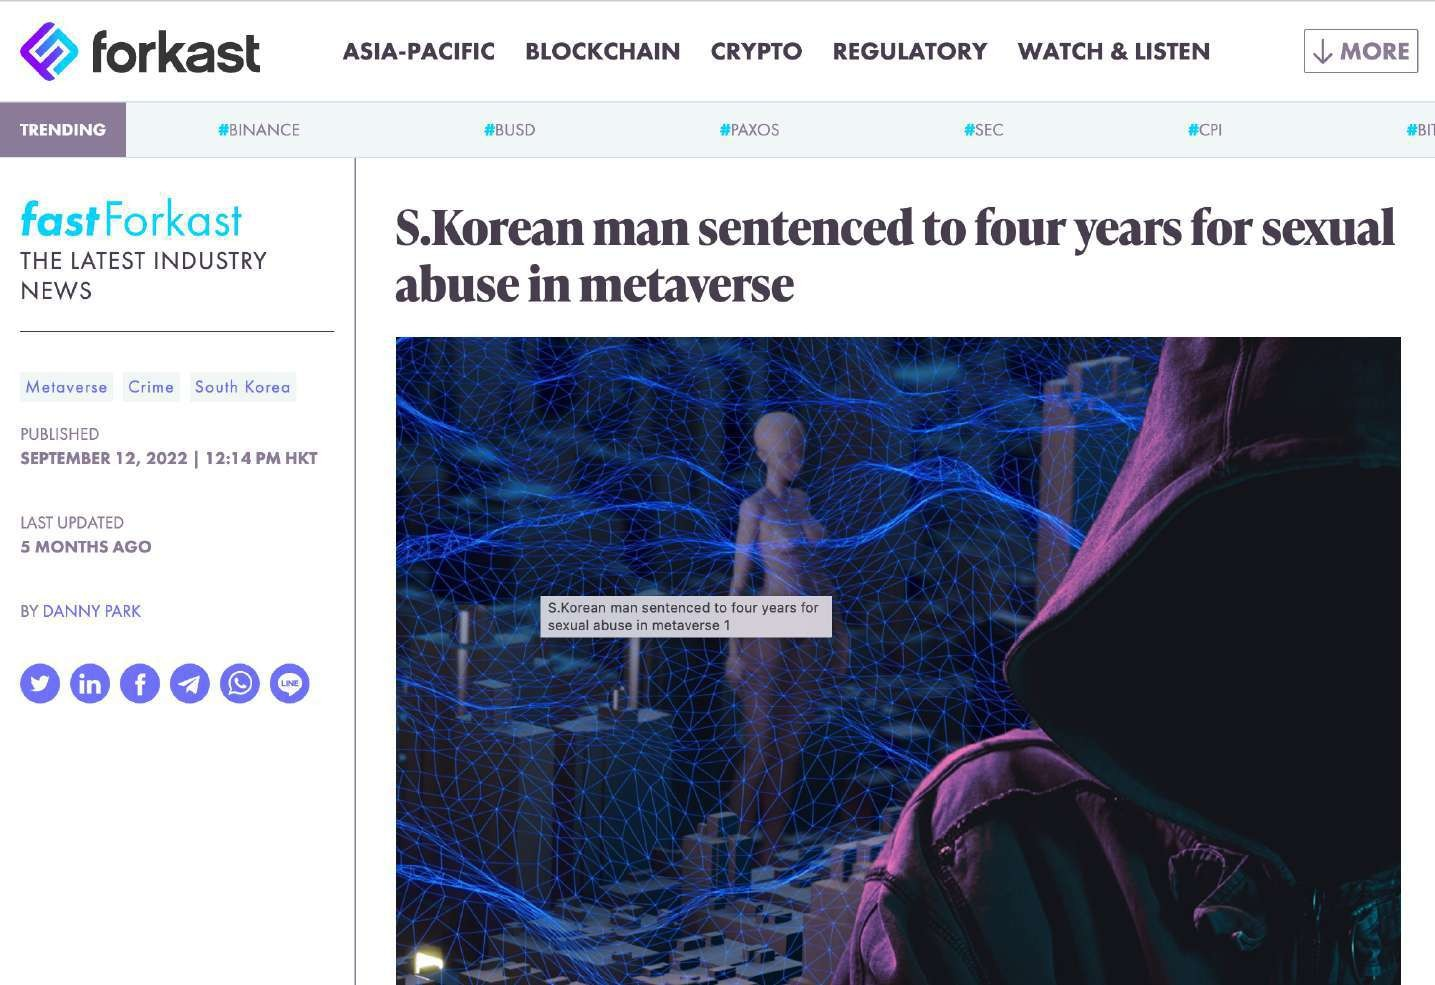 forkast
ASIA-PACIFIC BLOCKCHAIN CRYPTO REGULATORY WATCH & LISTEN
MORE
TRENDING #BINANCE #BUSD #PAXOS #SEC #CPI #BIT
fastForkast
THE LATEST INDUSTRY
NEWS
Metaverse Crime South Korea
PUBLISHED
SEPTEMBER 12, 2022 | 12:14 PM HKT
LAST UPDATED
5 MONTHS AGO
BY DANNY PARK
in f LINE
S.Korean man sentenced to four years for sexual
abuse in metaverse
S.Korean man sentenced to four years for
sexual abuse in metaverse 1